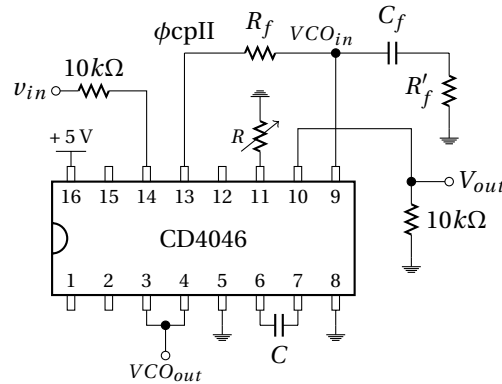 ϕcpII
R_f
VCO_in
C_f
10kΩ
v_in
R'_f
R
+5V
V_out
16 15 14 13 12 11 10 9
10kΩ
CD4046
1 2 3 4 5 6 7 8
C
VCO_out